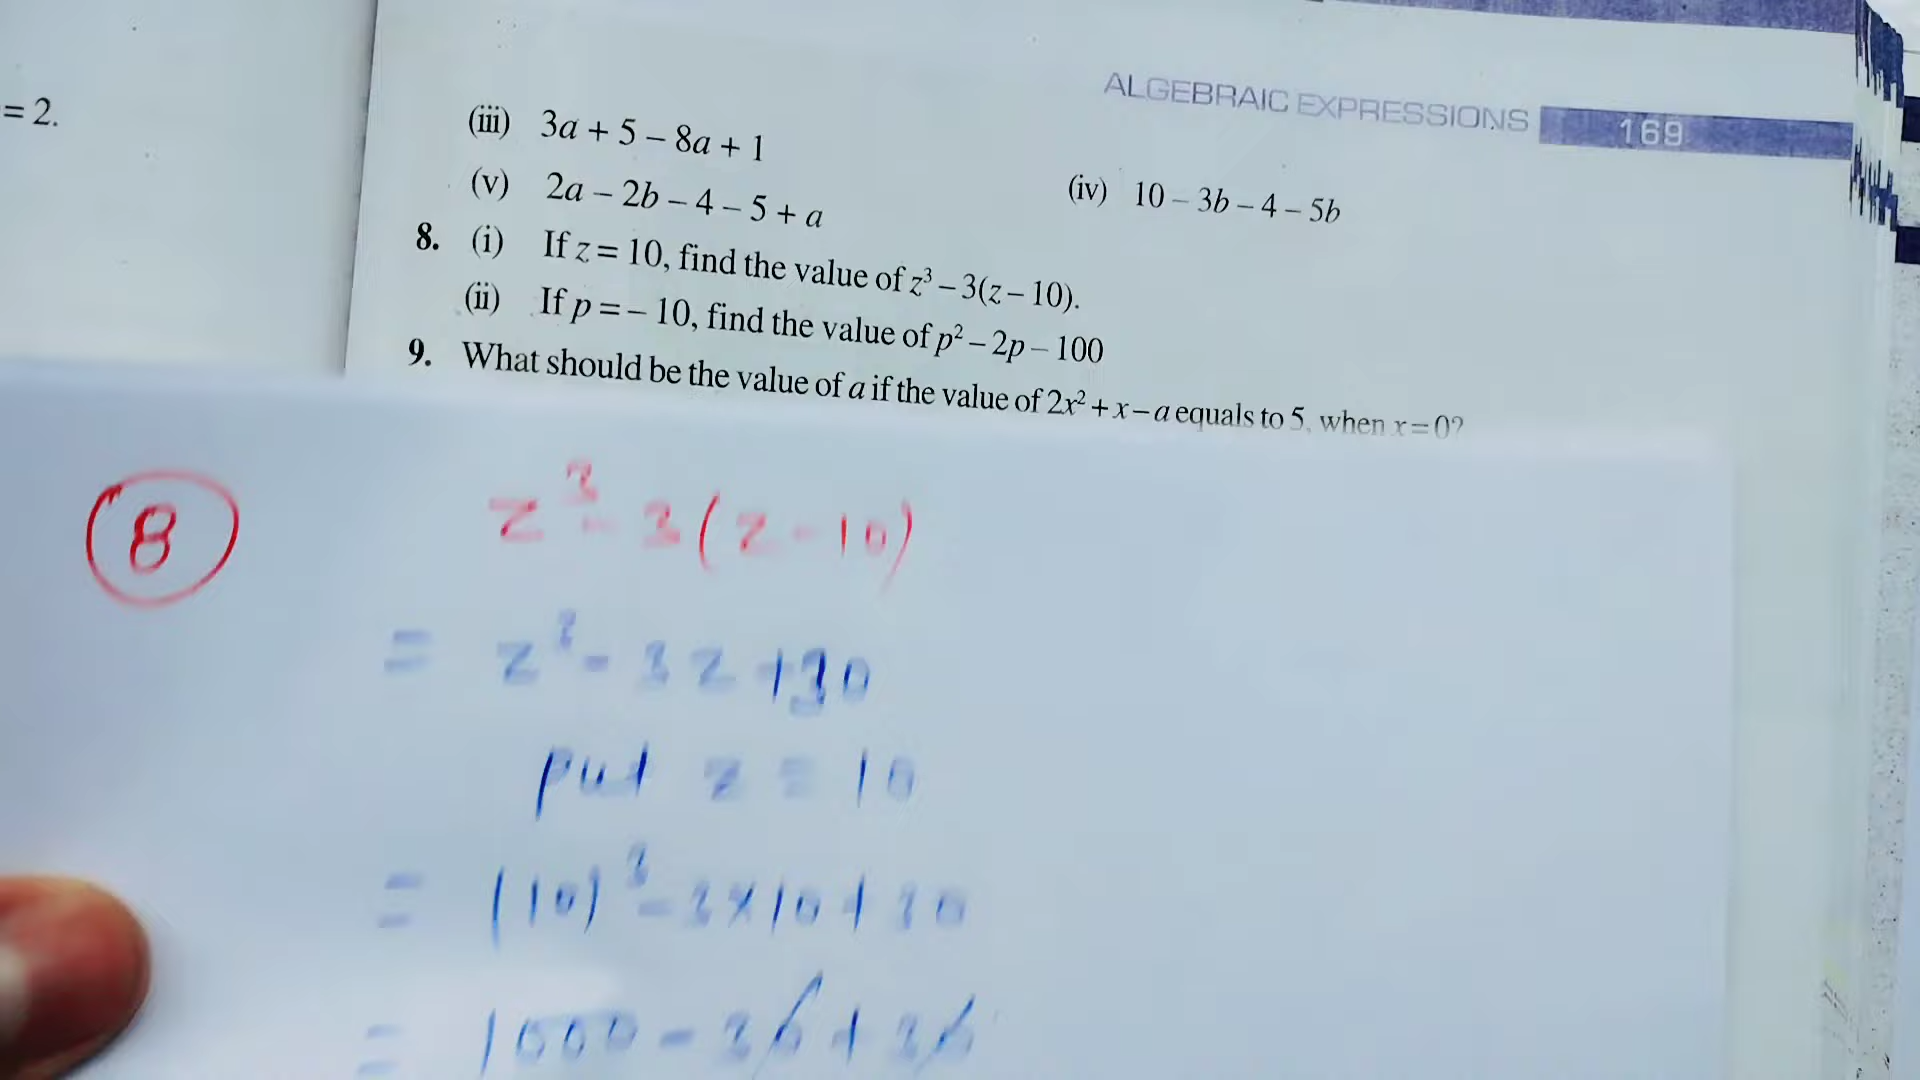 = 2.
ALGEBRAIC EXPRESSIONS 169
(iii) 3a + 5 – 8a + 1
(iv) 10 – 3b – 4 – 5b
(v) 2a – 2b – 4 – 5 + a
8. (i) If z = 10, find the value of z³ – 3(z – 10).
(ii) If p = – 10, find the value of p² – 2p – 100
9. What should be the value of a if the value of 2x² + x – a equals to 5, when x = 0?
8 z³ - 3(z - 10)
= z³ - 3z + 30
put z = 10
= (10)³ - 3×10 + 30
= 1000 - 30 + 30